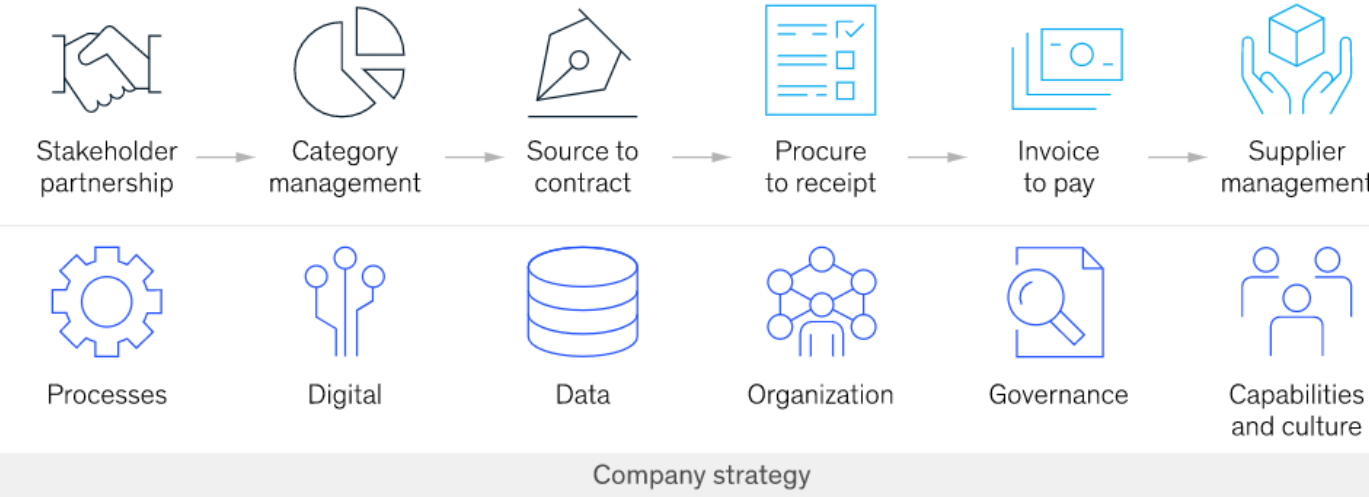 Stakeholder partnership
Category management
Source to contract
Procure to receipt
Invoice to pay
Supplier management
Processes
Digital
Data
Organization
Governance
Capabilities and culture
Company strategy